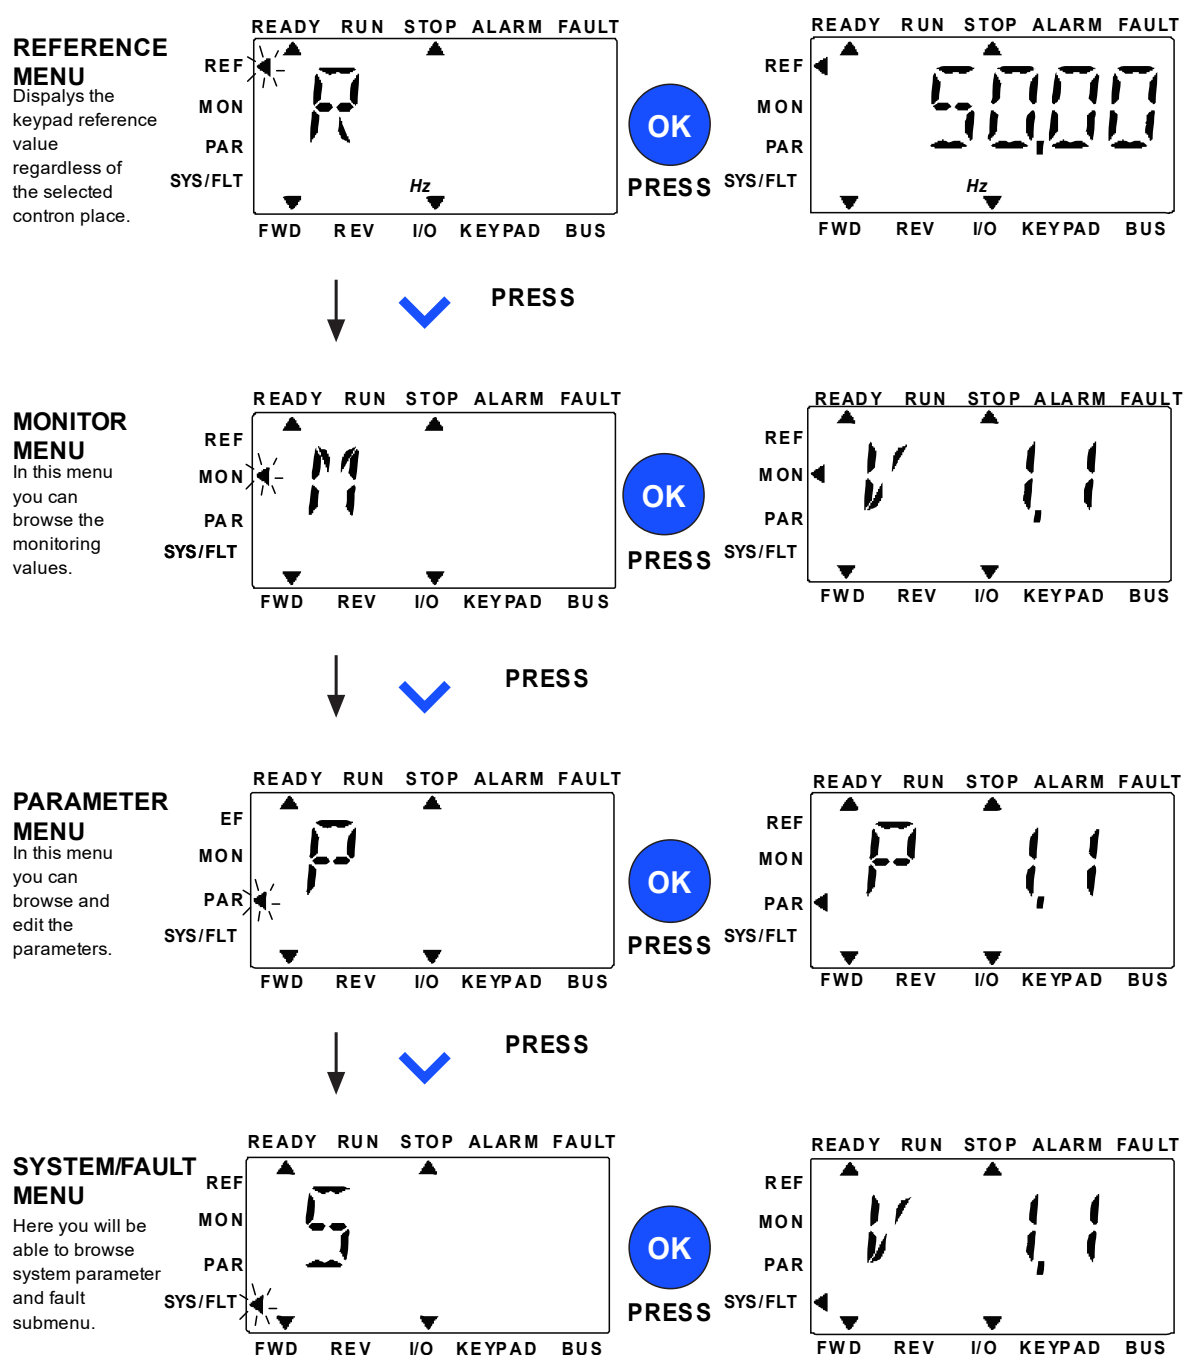 READY RUN STOP ALARM FAULT
READY RUN STOP ALARM FAULT
REFERENCE
MENU
Dispalys the
keypad reference
value
regardless of
the selected
contron place.
REF
MON
PAR
SYS/FLT
R
Hz
FWD REV I/O KEYPAD BUS
OK
PRESS
REF
MON
PAR
SYS/FLT
50,00
Hz
FWD REV I/O KEYPAD BUS
PRESS
READY RUN STOP ALARM FAULT
READY RUN STOP ALARM FAULT
MONITOR
MENU
In this menu
you can
browse the
monitoring
values.
REF
MON
PAR
SYS/FLT
M
FWD REV I/O KEYPAD BUS
OK
PRESS
REF
MON
PAR
SYS/FLT
V 1,1
FWD REV I/O KEYPAD BUS
PRESS
READY RUN STOP ALARM FAULT
READY RUN STOP ALARM FAULT
PARAMETER
MENU
In this menu
you can
browse and
edit the
parameters.
EF
MON
PAR
SYS/FLT
P
FWD REV I/O KEYPAD BUS
OK
PRESS
REF
MON
PAR
SYS/FLT
P 1,1
FWD REV I/O KEYPAD BUS
PRESS
READY RUN STOP ALARM FAULT
READY RUN STOP ALARM FAULT
SYSTEM/FAULT
MENU
Here you will be
able to browse
system parameter
and fault
submenu.
REF
MON
PAR
SYS/FLT
S
FWD REV I/O KEYPAD BUS
OK
PRESS
REF
MON
PAR
SYS/FLT
V 1,1
FWD REV I/O KEYPAD BUS